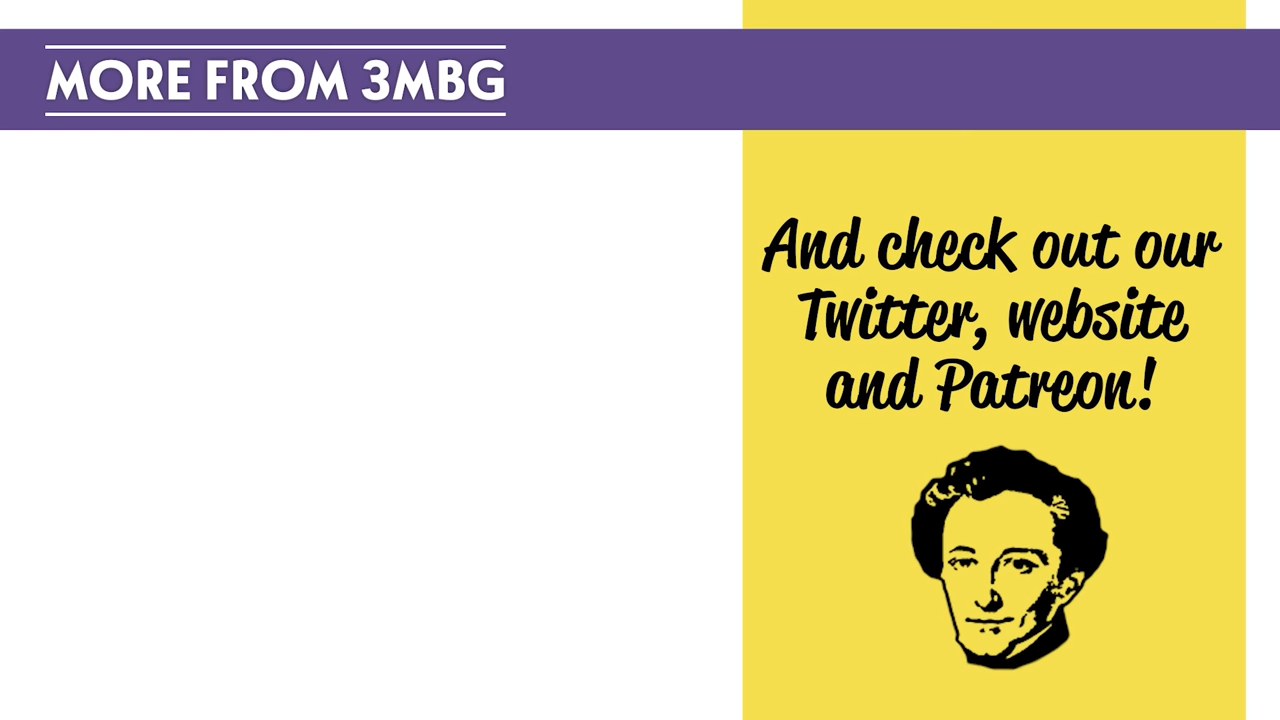 MORE FROM 3MBG
And check out our
Twitter, website
and Patreon!